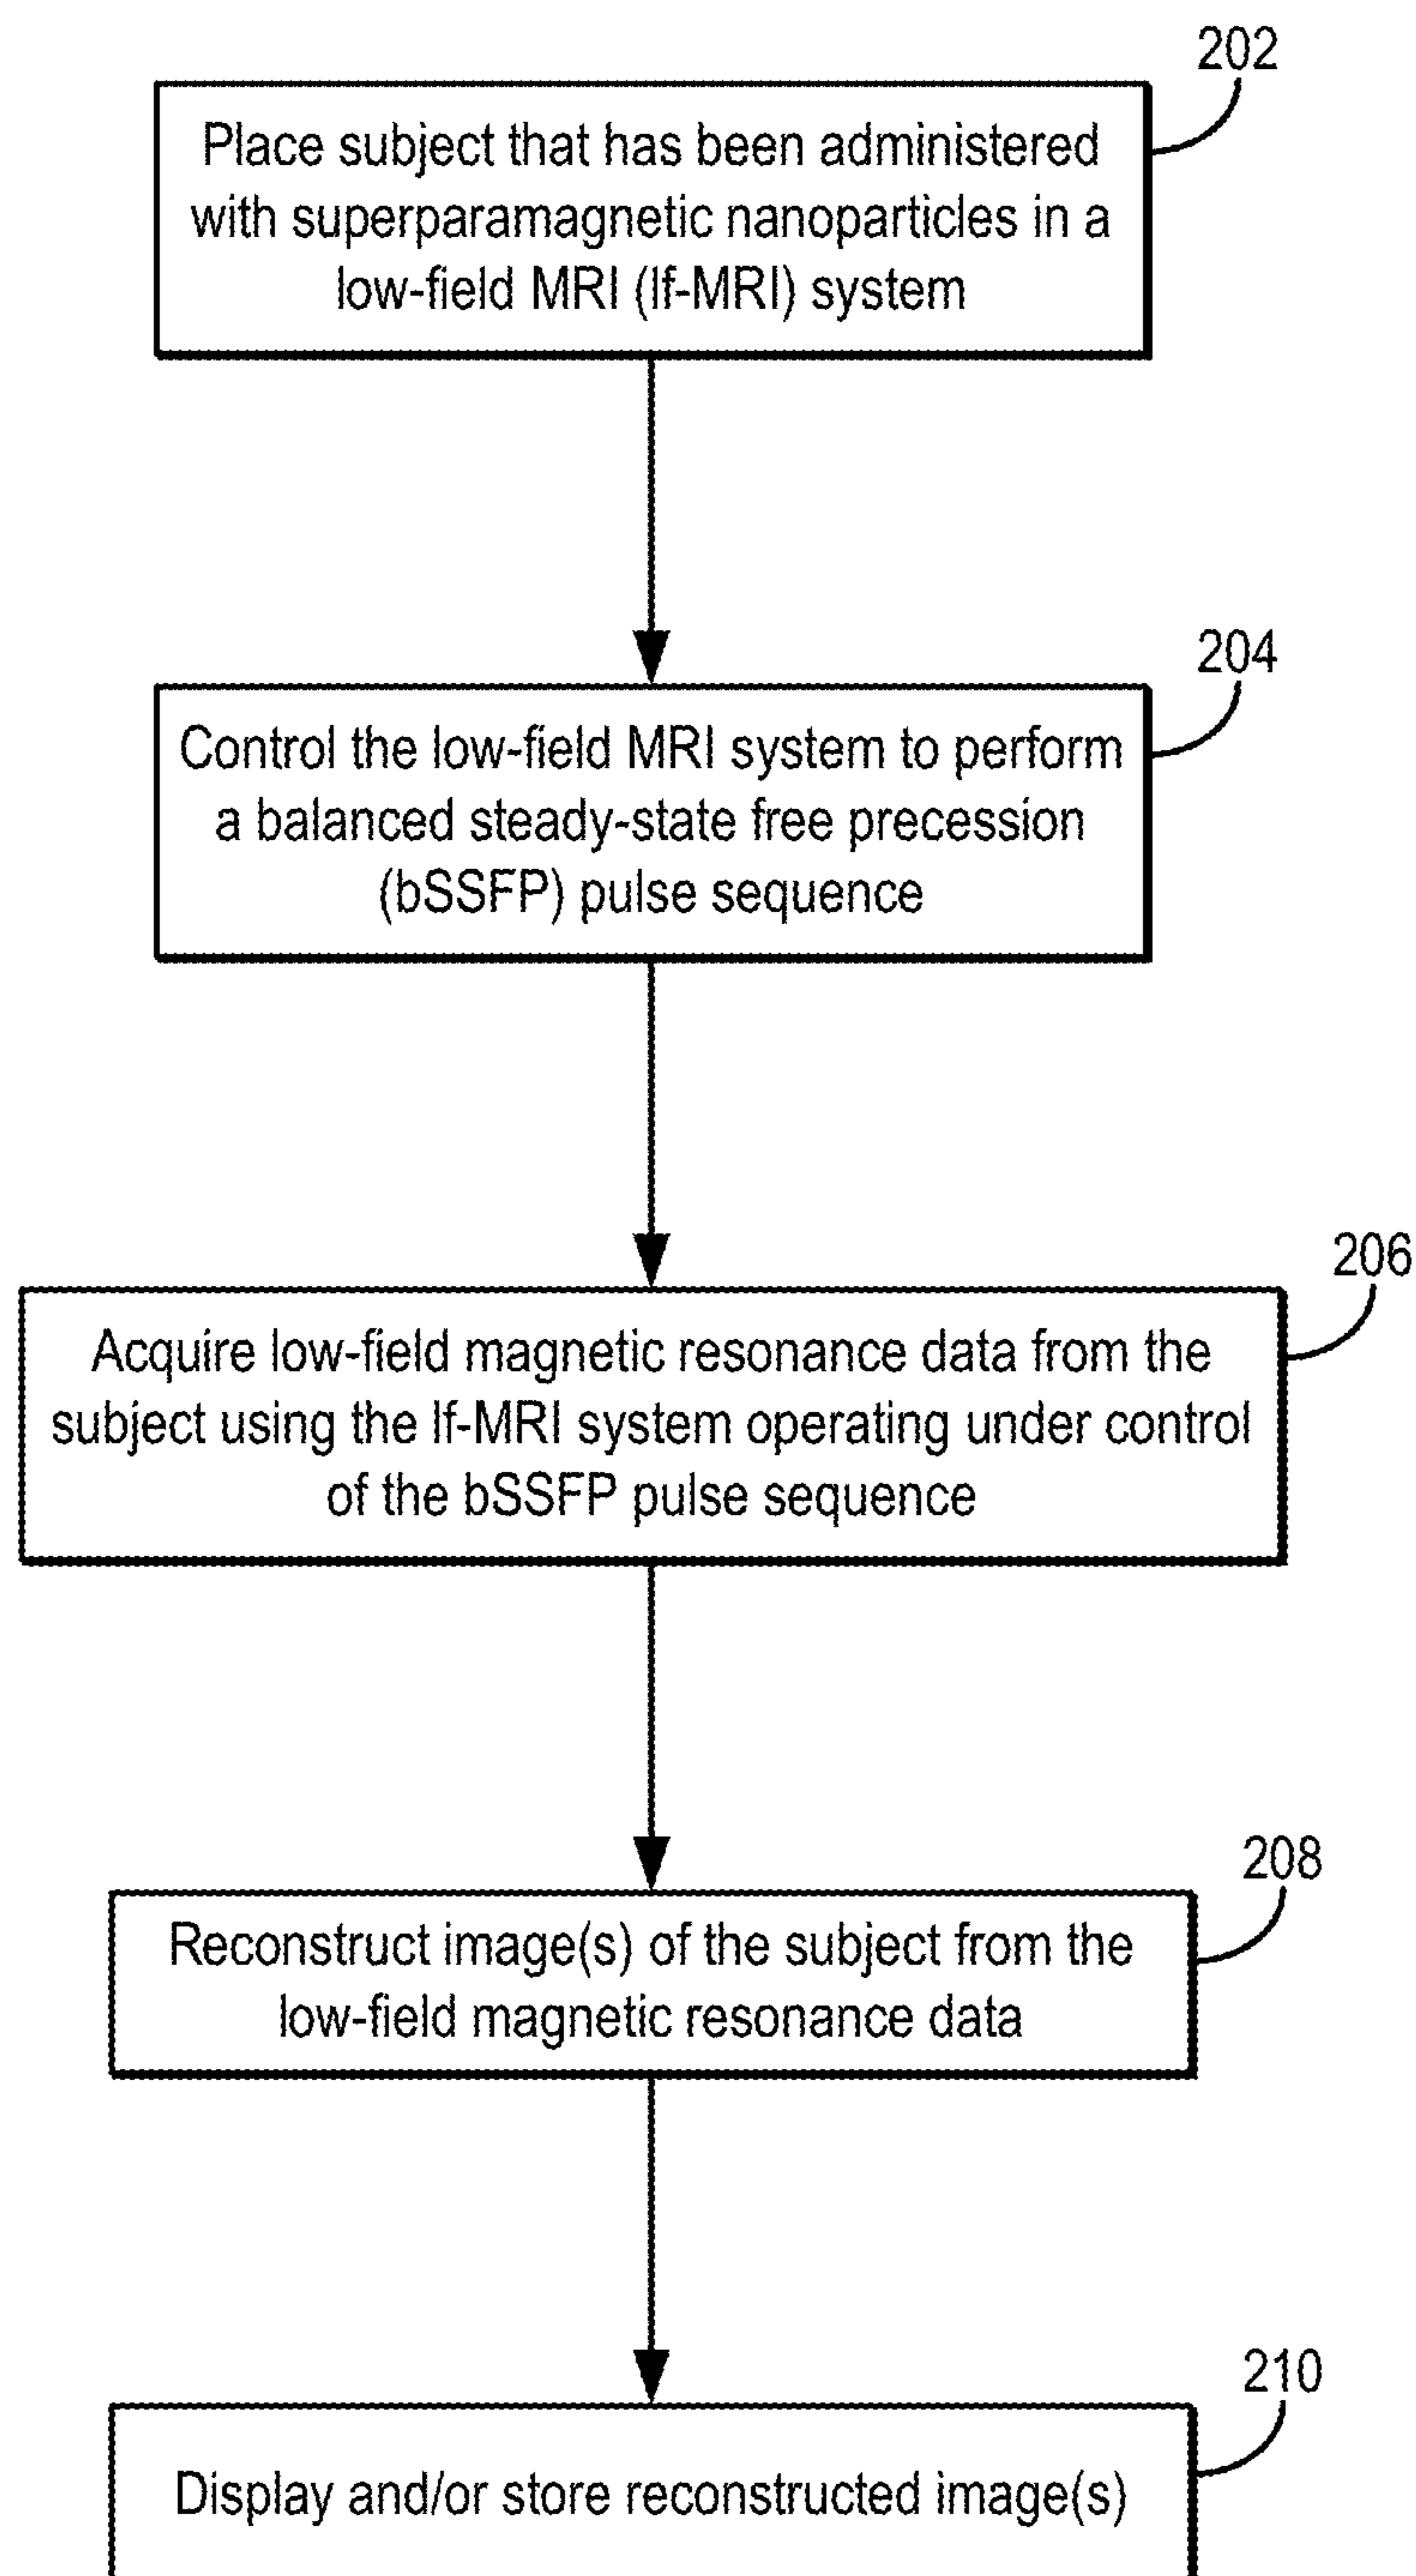 202
Place subject that has been administered
with superparamagnetic nanoparticles in a
low-field MRI (lf-MRI) system
204
Control the low-field MRI system to perform
a balanced steady-state free precession
(bSSFP) pulse sequence
206
Acquire low-field magnetic resonance data from the
subject using the lf-MRI system operating under control
of the bSSFP pulse sequence
208
Reconstruct image(s) of the subject from the
low-field magnetic resonance data
210
Display and/or store reconstructed image(s)